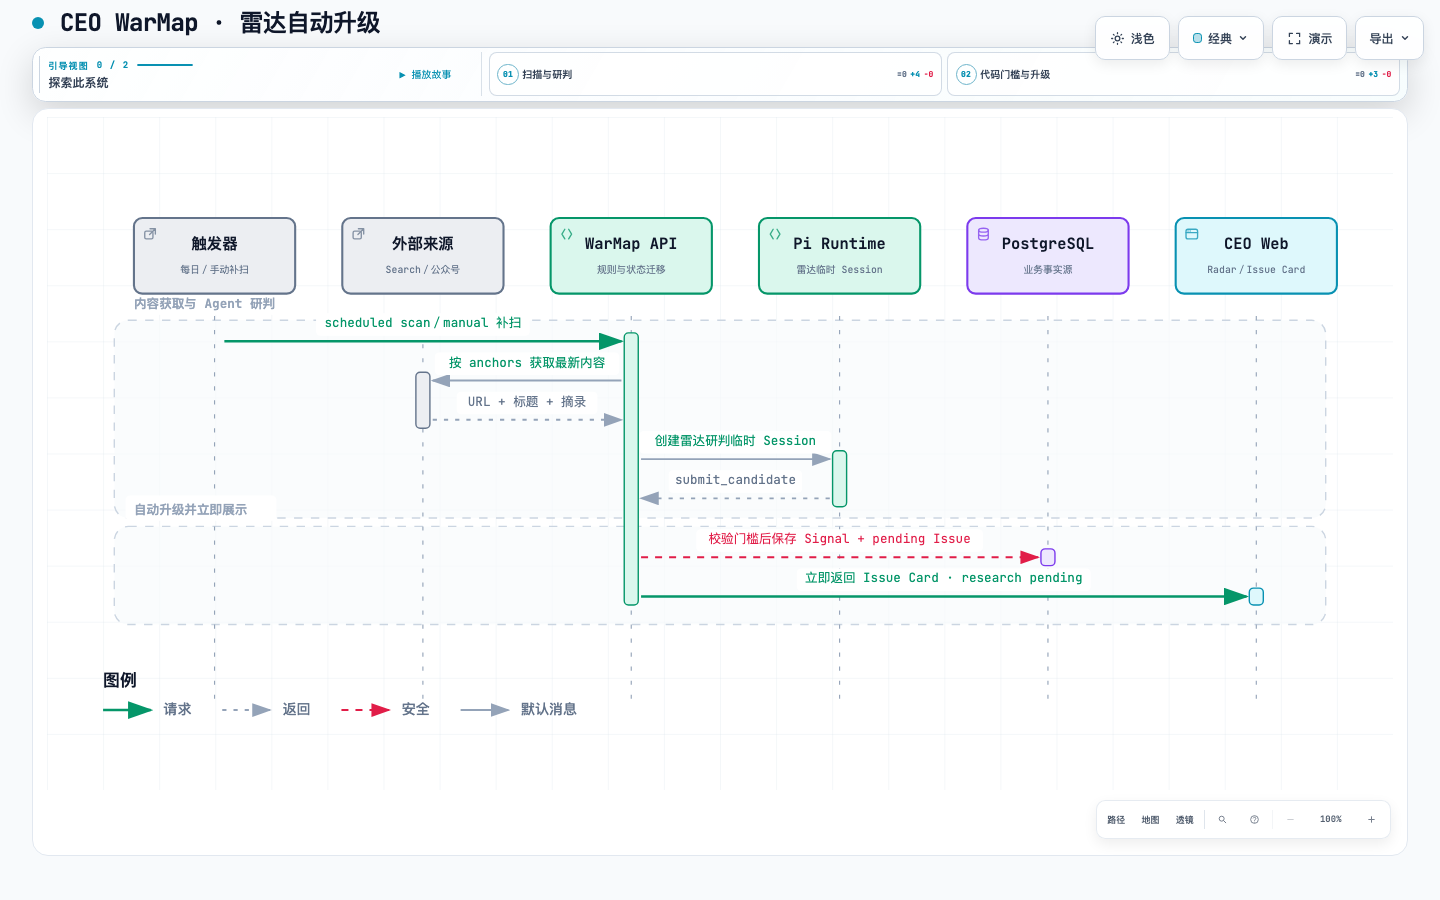 CEO WarMap · 雷达自动升级
浅色
经典
演示
导出
引导视图 0 / 2
探索此系统
▶ 播放故事
01 扫描与研判
=0 +4 -0
02 代码门槛与升级
=0 +3 -0
触发器
每日 / 手动补扫
外部来源
Search / 公众号
WarMap API
规则与状态迁移
Pi Runtime
雷达临时 Session
PostgreSQL
业务事实源
CEO Web
Radar / Issue Card
内容获取与 Agent 研判
scheduled scan / manual 补扫
按 anchors 获取最新内容
URL + 标题 + 摘录
创建雷达研判临时 Session
submit_candidate
自动升级并立即展示
校验门槛后保存 Signal + pending Issue
立即返回 Issue Card · research pending
图例
请求
返回
安全
默认消息
路径
地图
透镜
100%